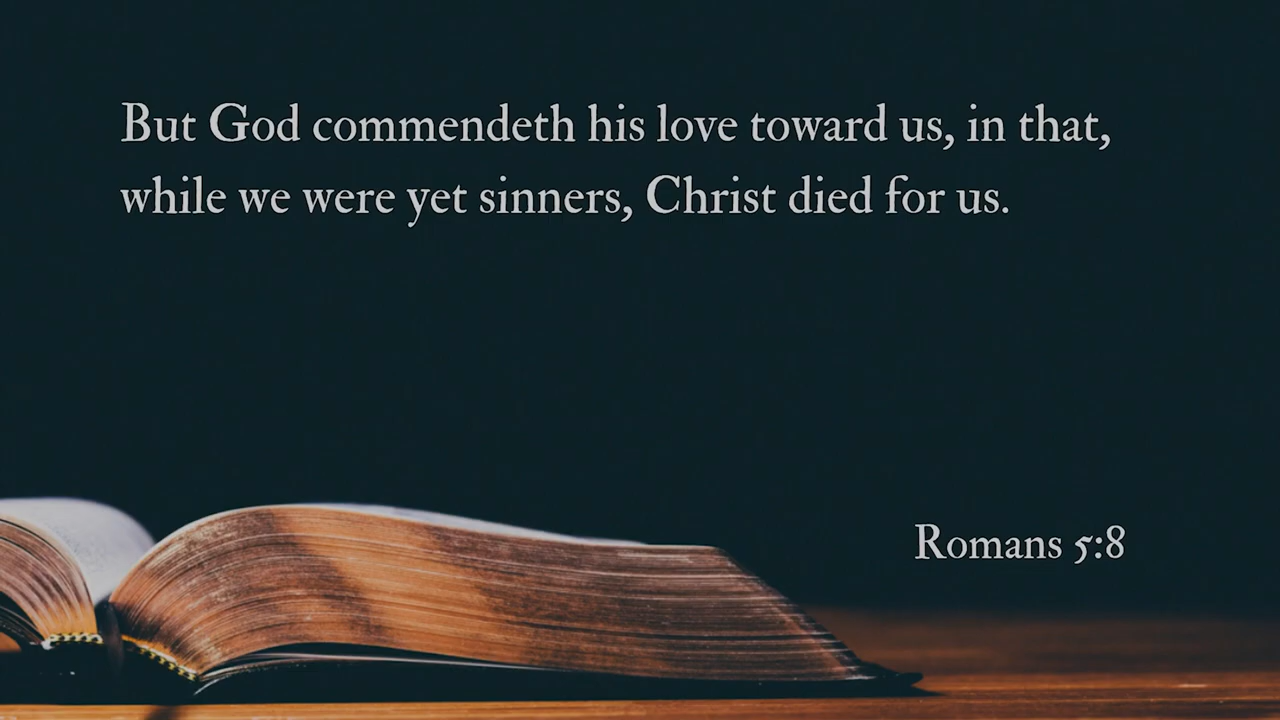 But God commendeth his love toward us, in that,
while we were yet sinners, Christ died for us.
Romans 5:8